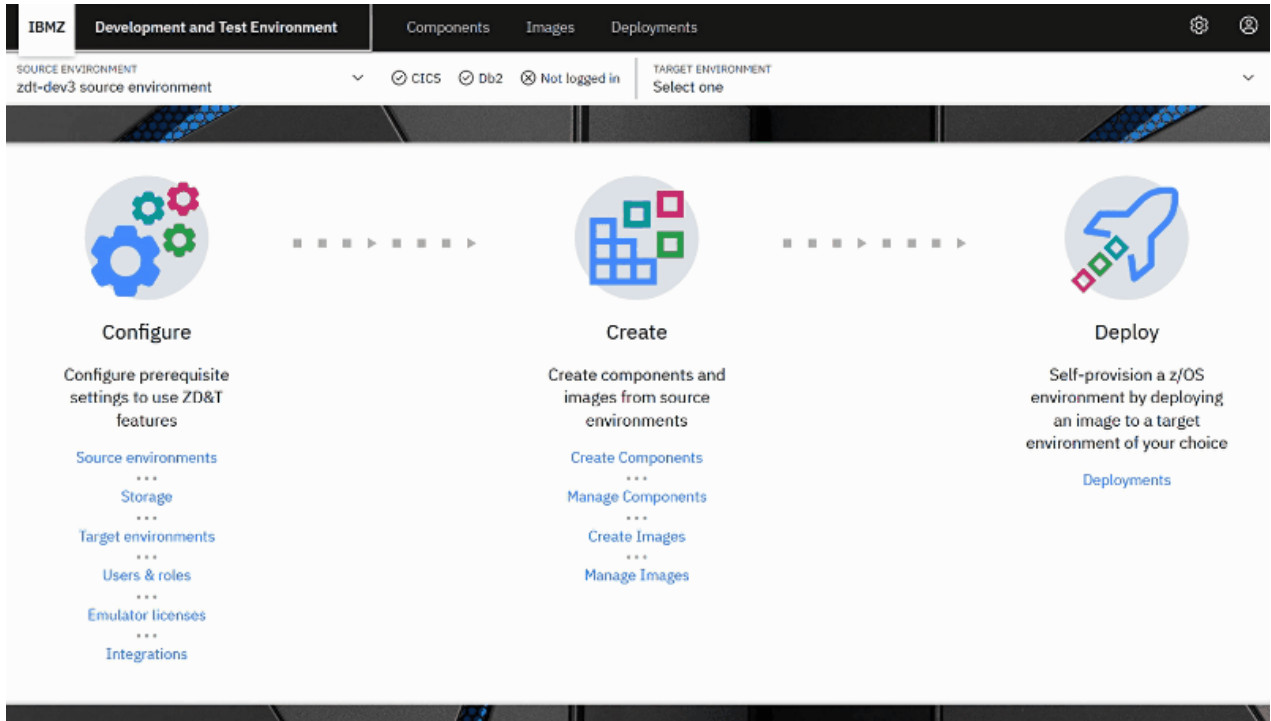 IBMZ Development and Test Environment Components Images Deployments
SOURCE ENVIRONMENT
zdt-dev3 source environment
CICS Db2 Not logged in
TARGET ENVIRONMENT
Select one
Configure
Configure prerequisite
settings to use ZD&T
features
Source environments
Storage
Target environments
Users & roles
Emulator licenses
Integrations
Create
Create components and
images from source
environments
Create Components
Manage Components
Create Images
Manage Images
Deploy
Self-provision a z/OS
environment by deploying
an image to a target
environment of your choice
Deployments